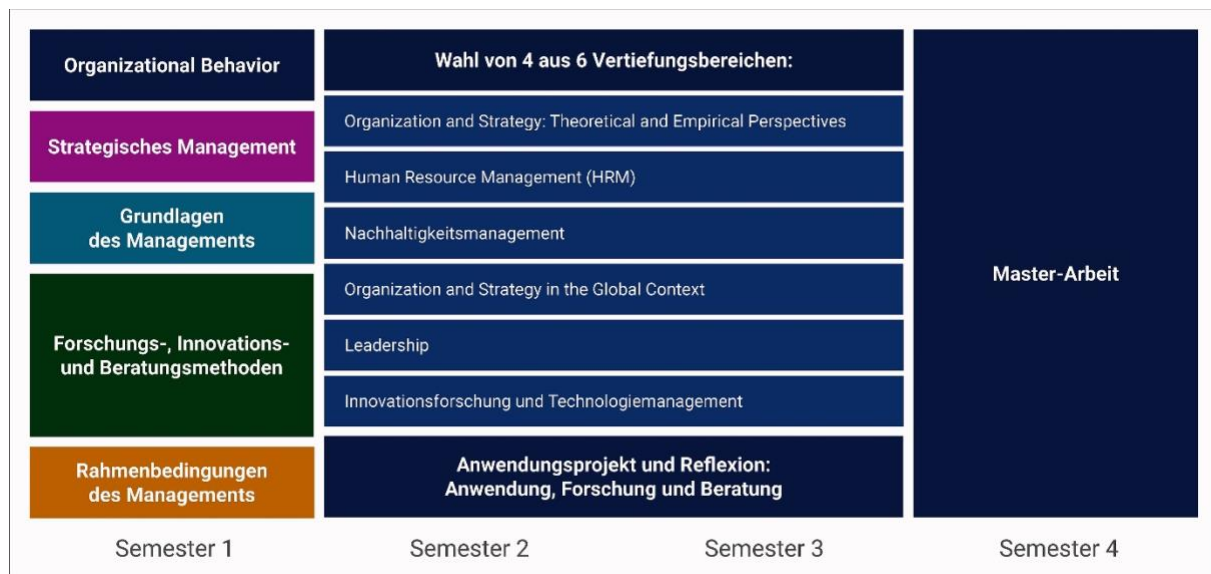 Organizational Behavior
Strategisches Management
Grundlagen
des Managements
Forschungs-, Innovations-
und Beratungsmethoden
Rahmenbedingungen
des Managements
Wahl von 4 aus 6 Vertiefungsbereichen:
Organization and Strategy: Theoretical and Empirical Perspectives
Human Resource Management (HRM)
Nachhaltigkeitsmanagement
Organization and Strategy in the Global Context
Leadership
Innovationsforschung und Technologiemanagement
Anwendungsprojekt und Reflexion:
Anwendung, Forschung und Beratung
Master-Arbeit
Semester 1
Semester 2
Semester 3
Semester 4